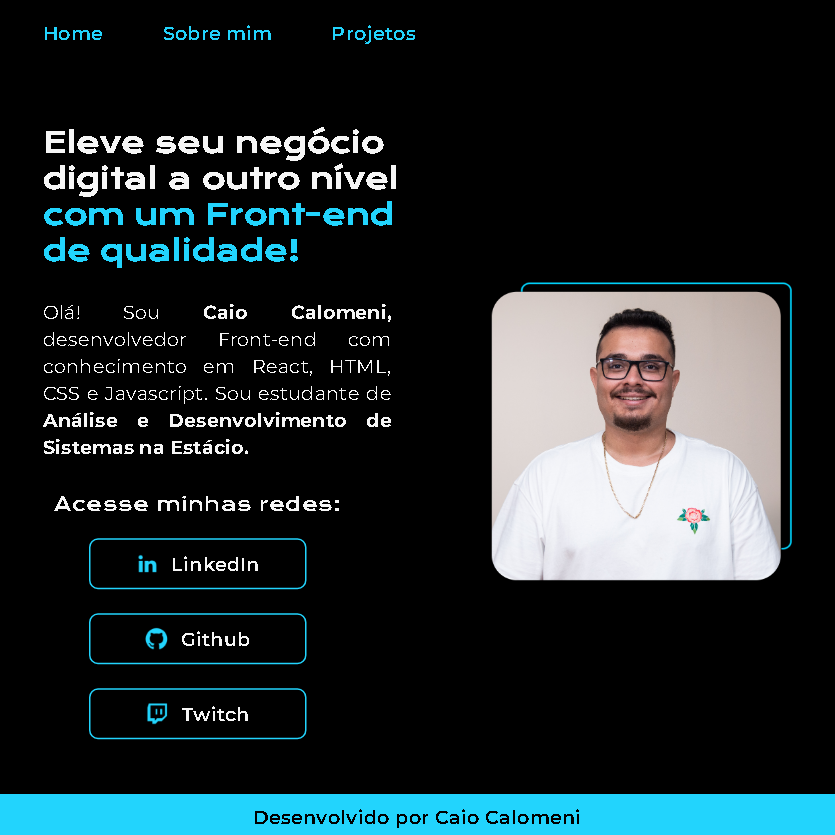 Home Sobre mim Projetos
Eleve seu negócio
digital a outro nível
com um Front-end
de qualidade!
Olá! Sou Caio Calomeni,
desenvolvedor Front-end com
conhecimento em React, HTML,
CSS e Javascript. Sou estudante de
Análise e Desenvolvimento de
Sistemas na Estácio.
Acesse minhas redes:
LinkedIn
Github
Twitch
Desenvolvido por Caio Calomeni